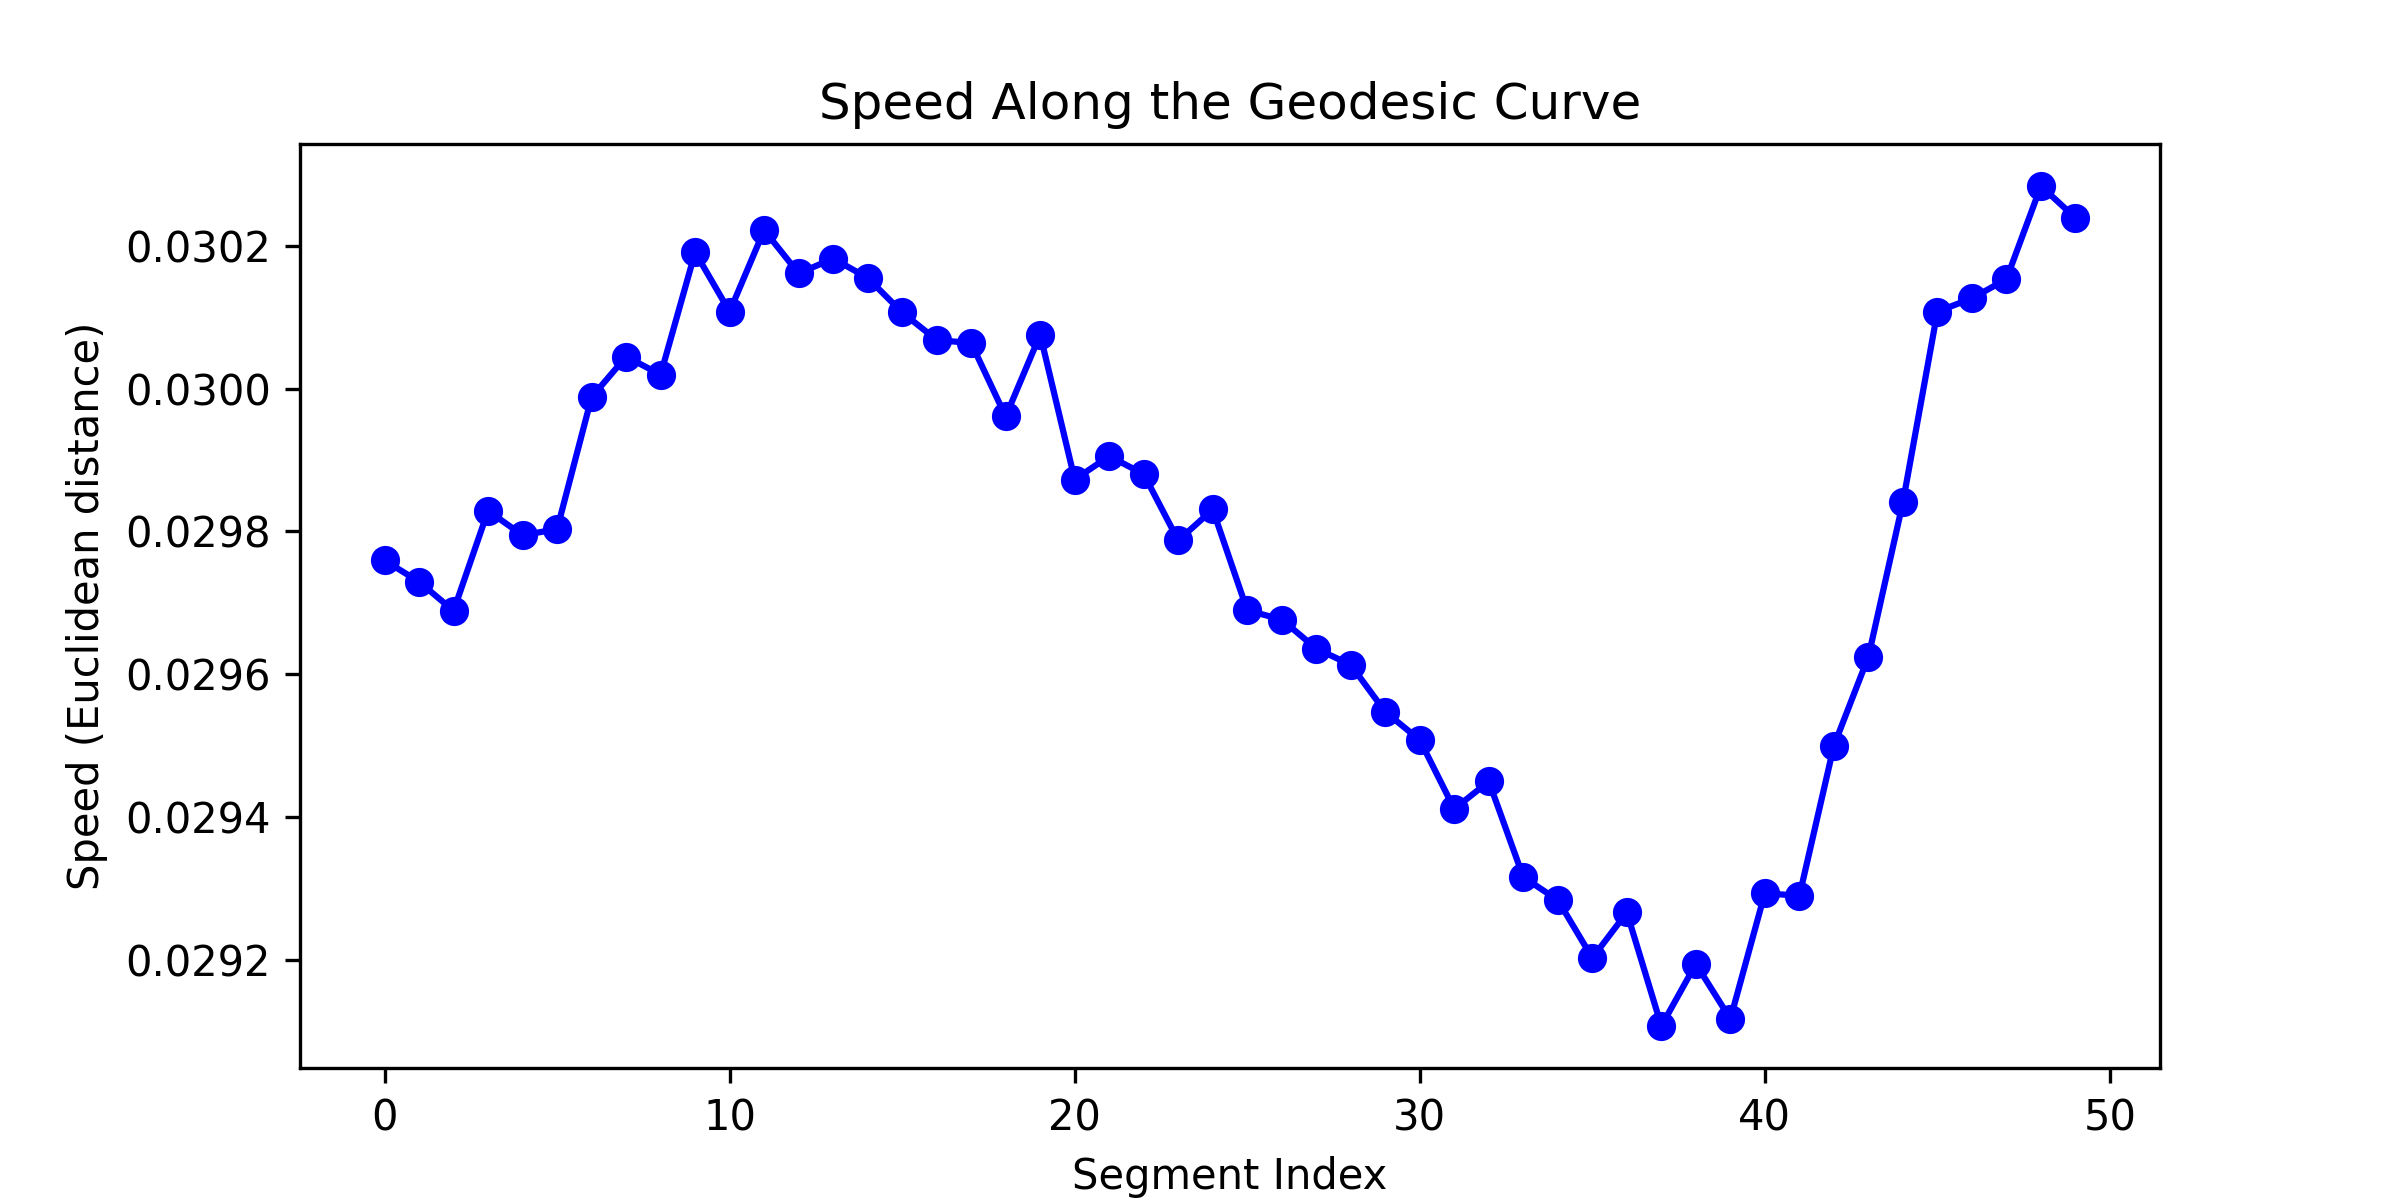 Speed Along the Geodesic Curve
Speed (Euclidean distance)
0.0302
0.0300
0.0298
0.0296
0.0294
0.0292
0 10 20 30 40 50
Segment Index